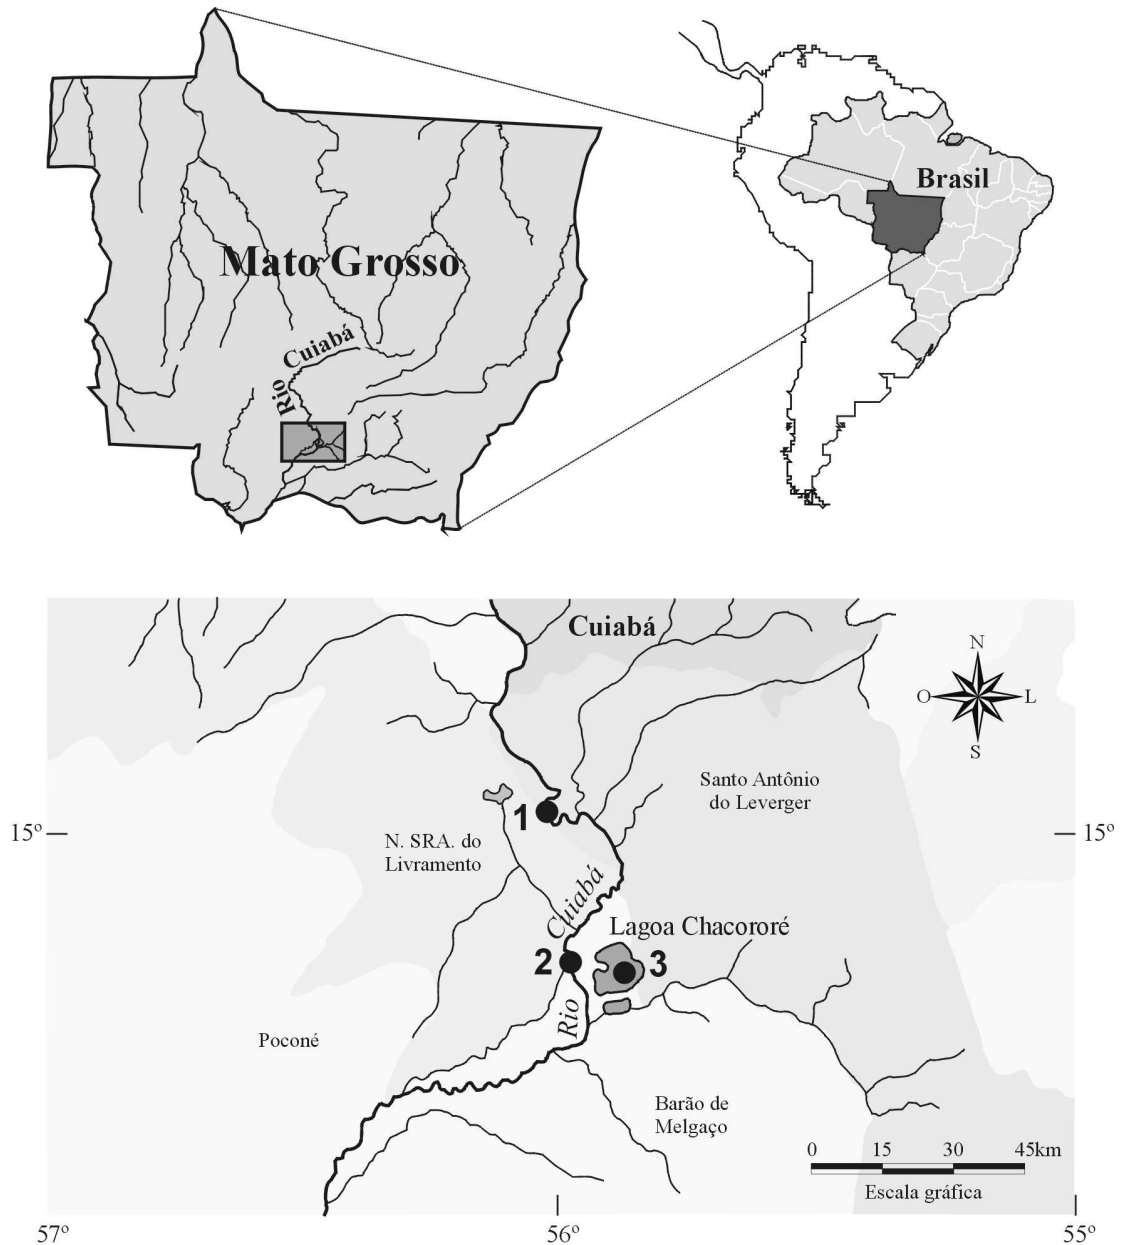 Brasil
Mato Grosso
Rio Cuiabá
Cuiabá
N
O
L
S
Santo Antônio
do Leverger
1
15º
15º
N. SRA. do
Livramento
Rio Cuiabá
Lagoa Chacororé
2
3
Poconé
Barão de
Melgaço
0 15 30 45km
Escala gráfica
57º
56º
55º